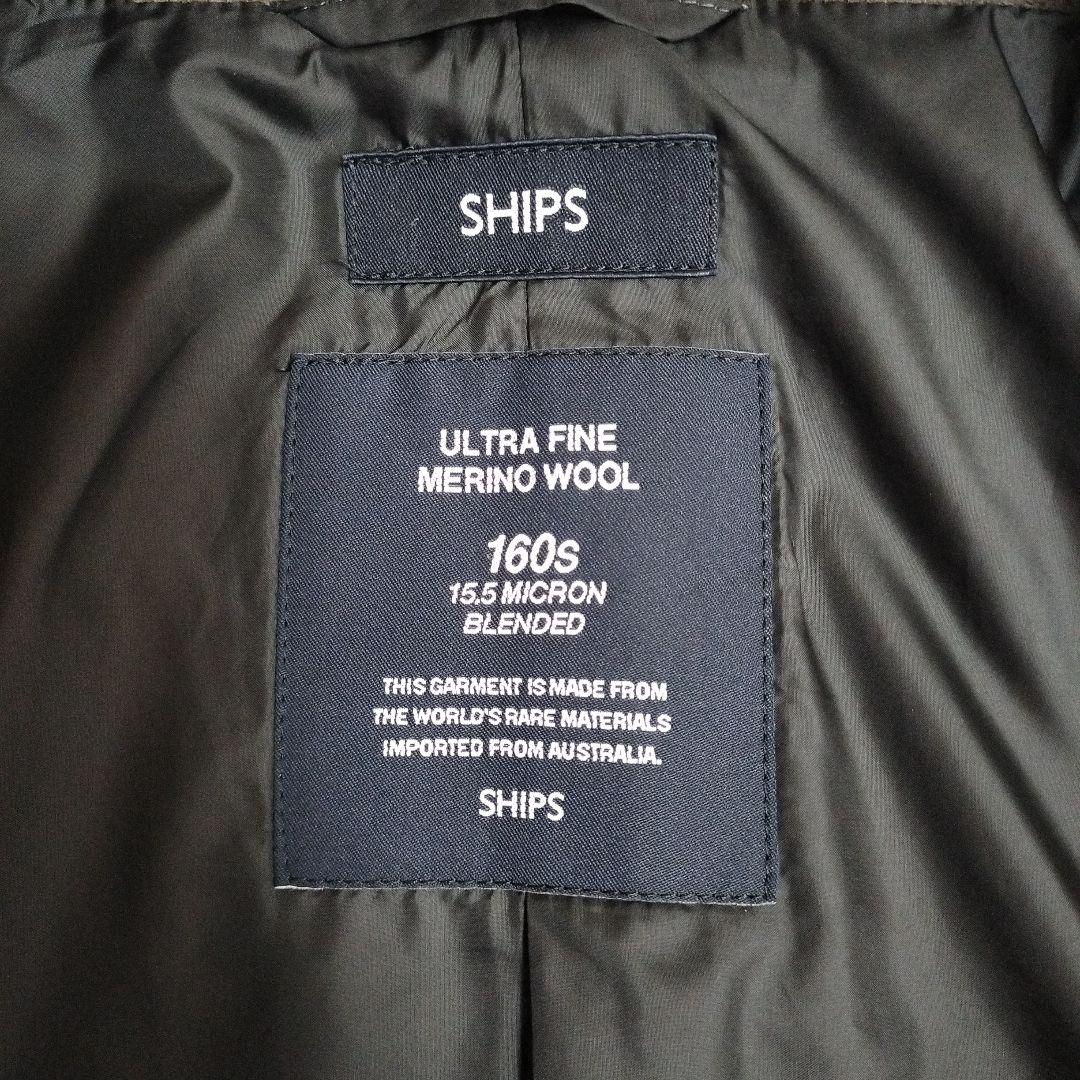 SHIPS
ULTRA FINE
MERINO WOOL
160s
15.5 MICRON
BLENDED
THIS GARMENT IS MADE FROM
THE WORLD'S RARE MATERIALS
IMPORTED FROM AUSTRALIA.
SHIPS